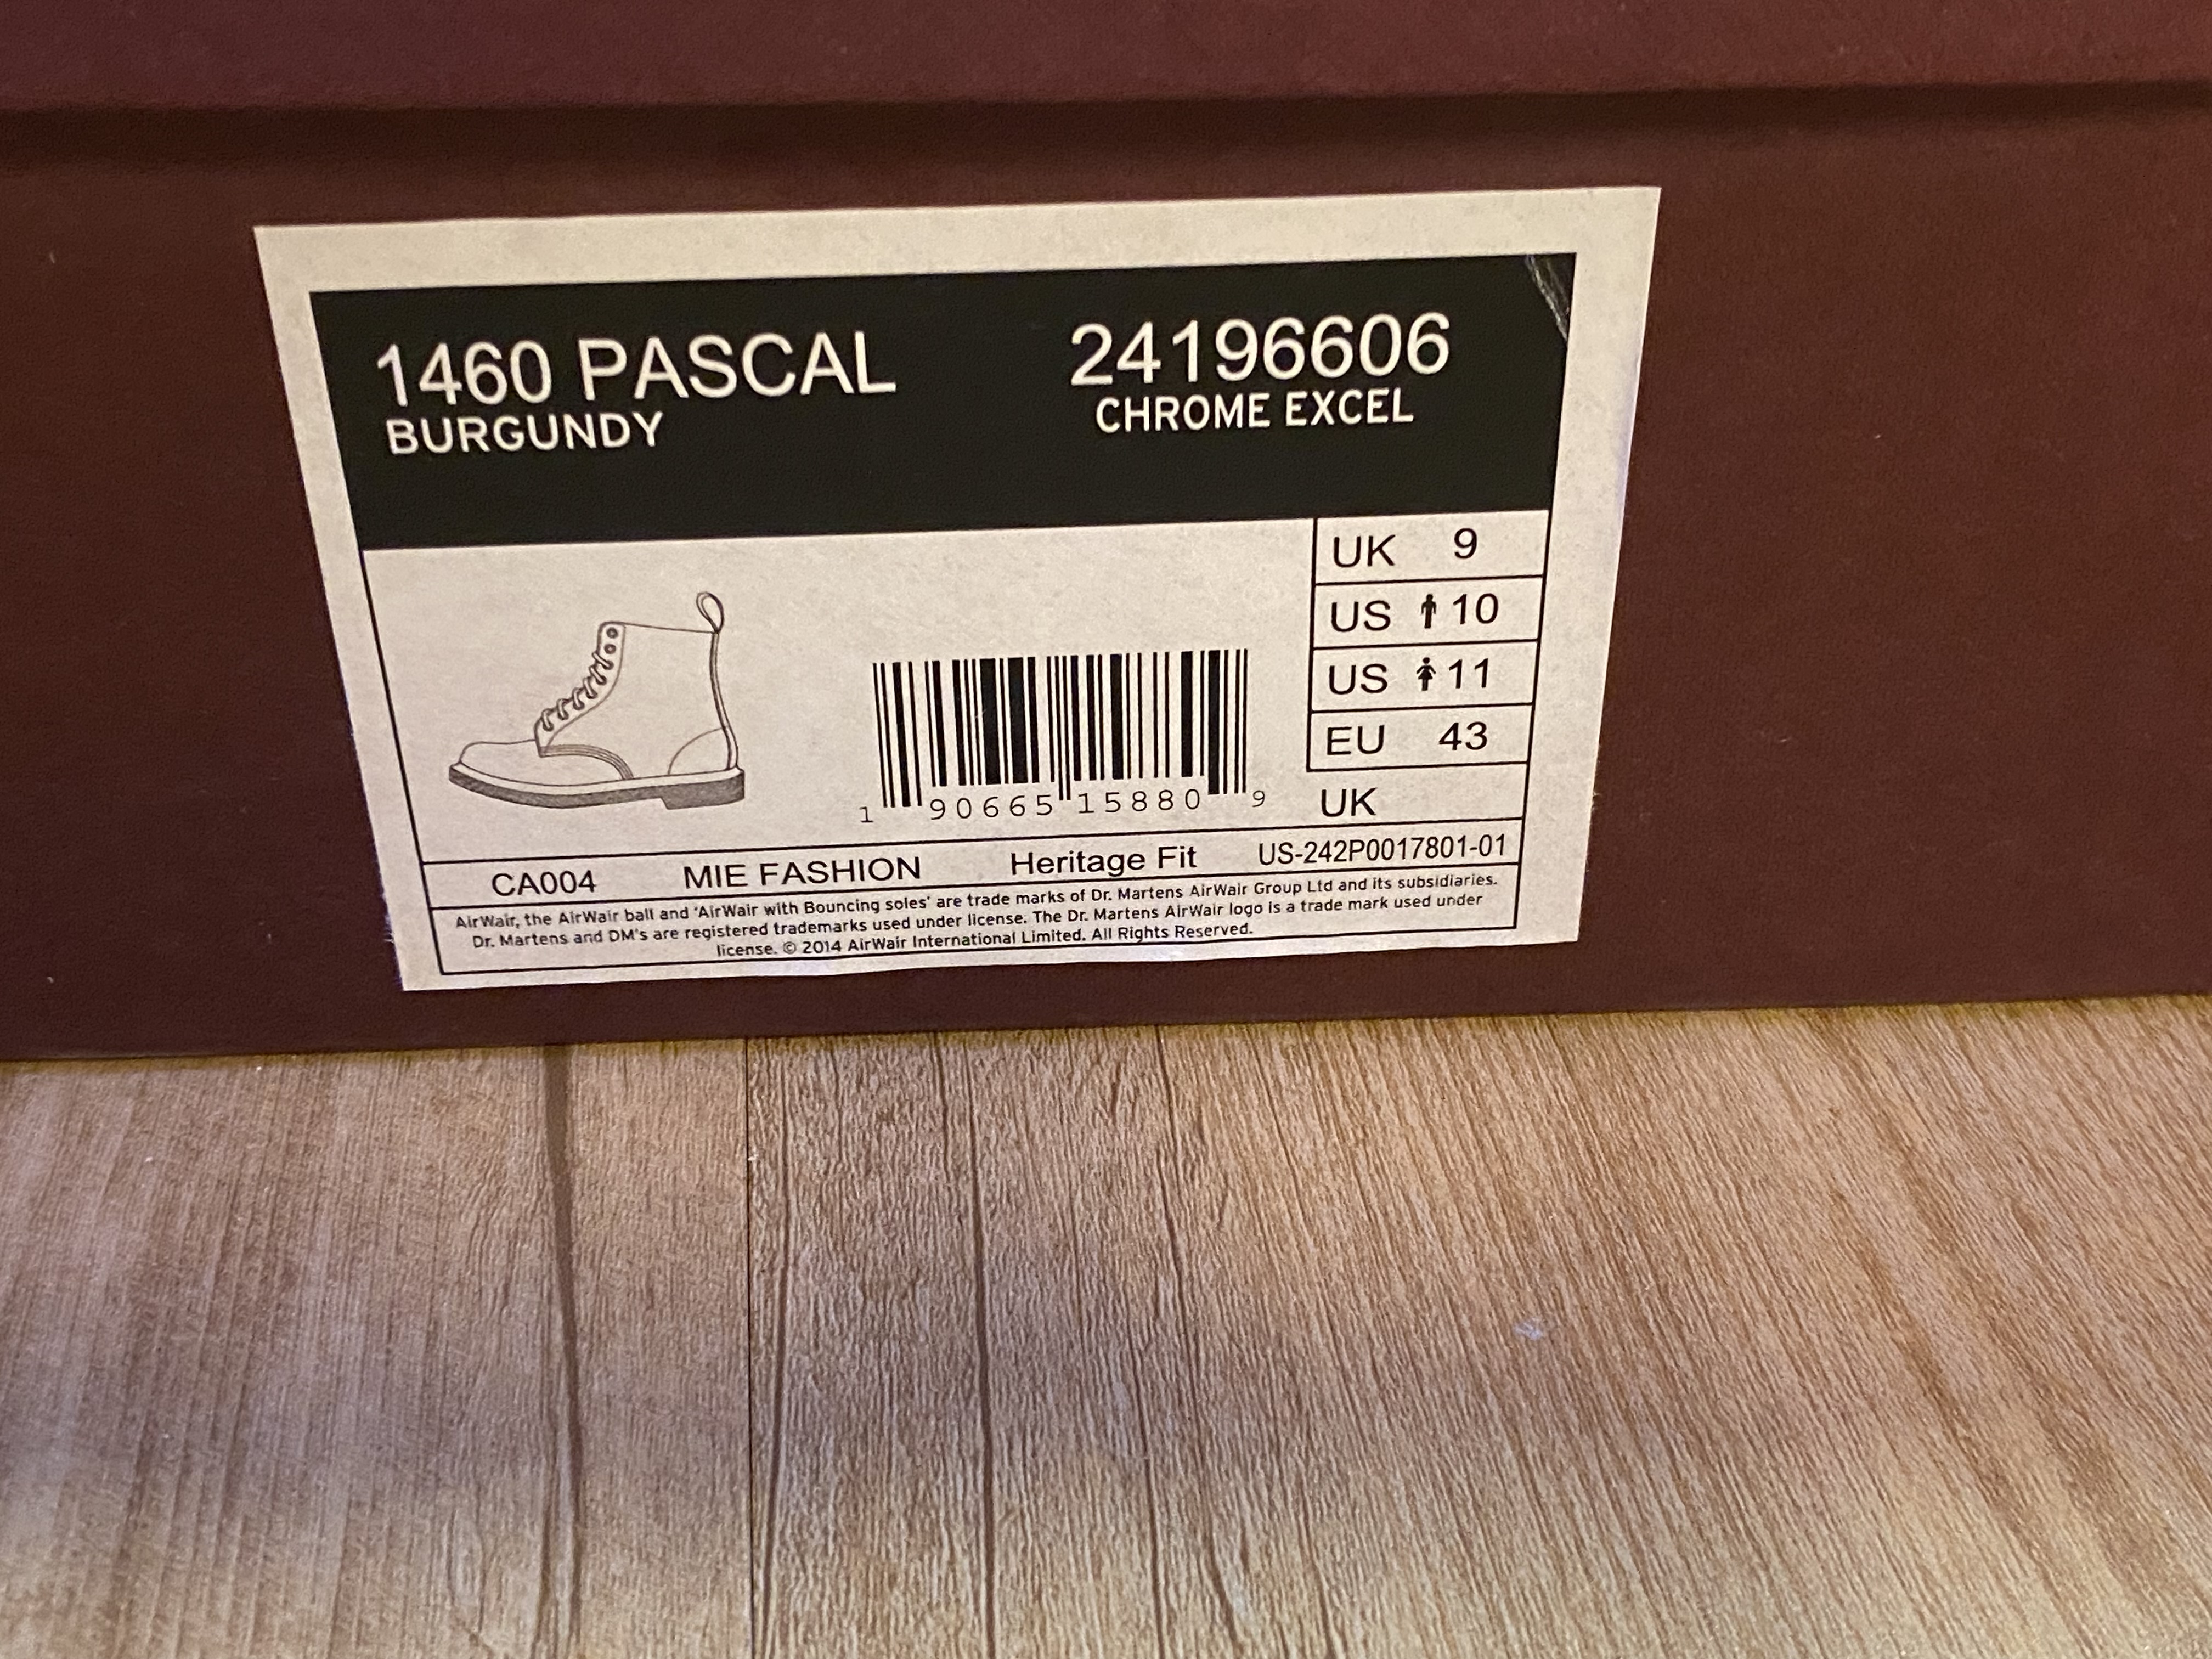 1460 PASCAL 24196606
BURGUNDY CHROME EXCEL
UK 9
US 10
US 11
EU 43
UK
1 90665 15880 9
CA004 MIE FASHION Heritage Fit US-242P0017801-01
AirWair, the AirWair ball and 'AirWair with Bouncing soles' are trade marks of Dr. Martens AirWair Group Ltd and its subsidiaries.
Dr. Martens and DM's are registered trademarks used under license. The Dr. Martens AirWair logo is a trade mark used under
license. © 2014 AirWair International Limited. All Rights Reserved.